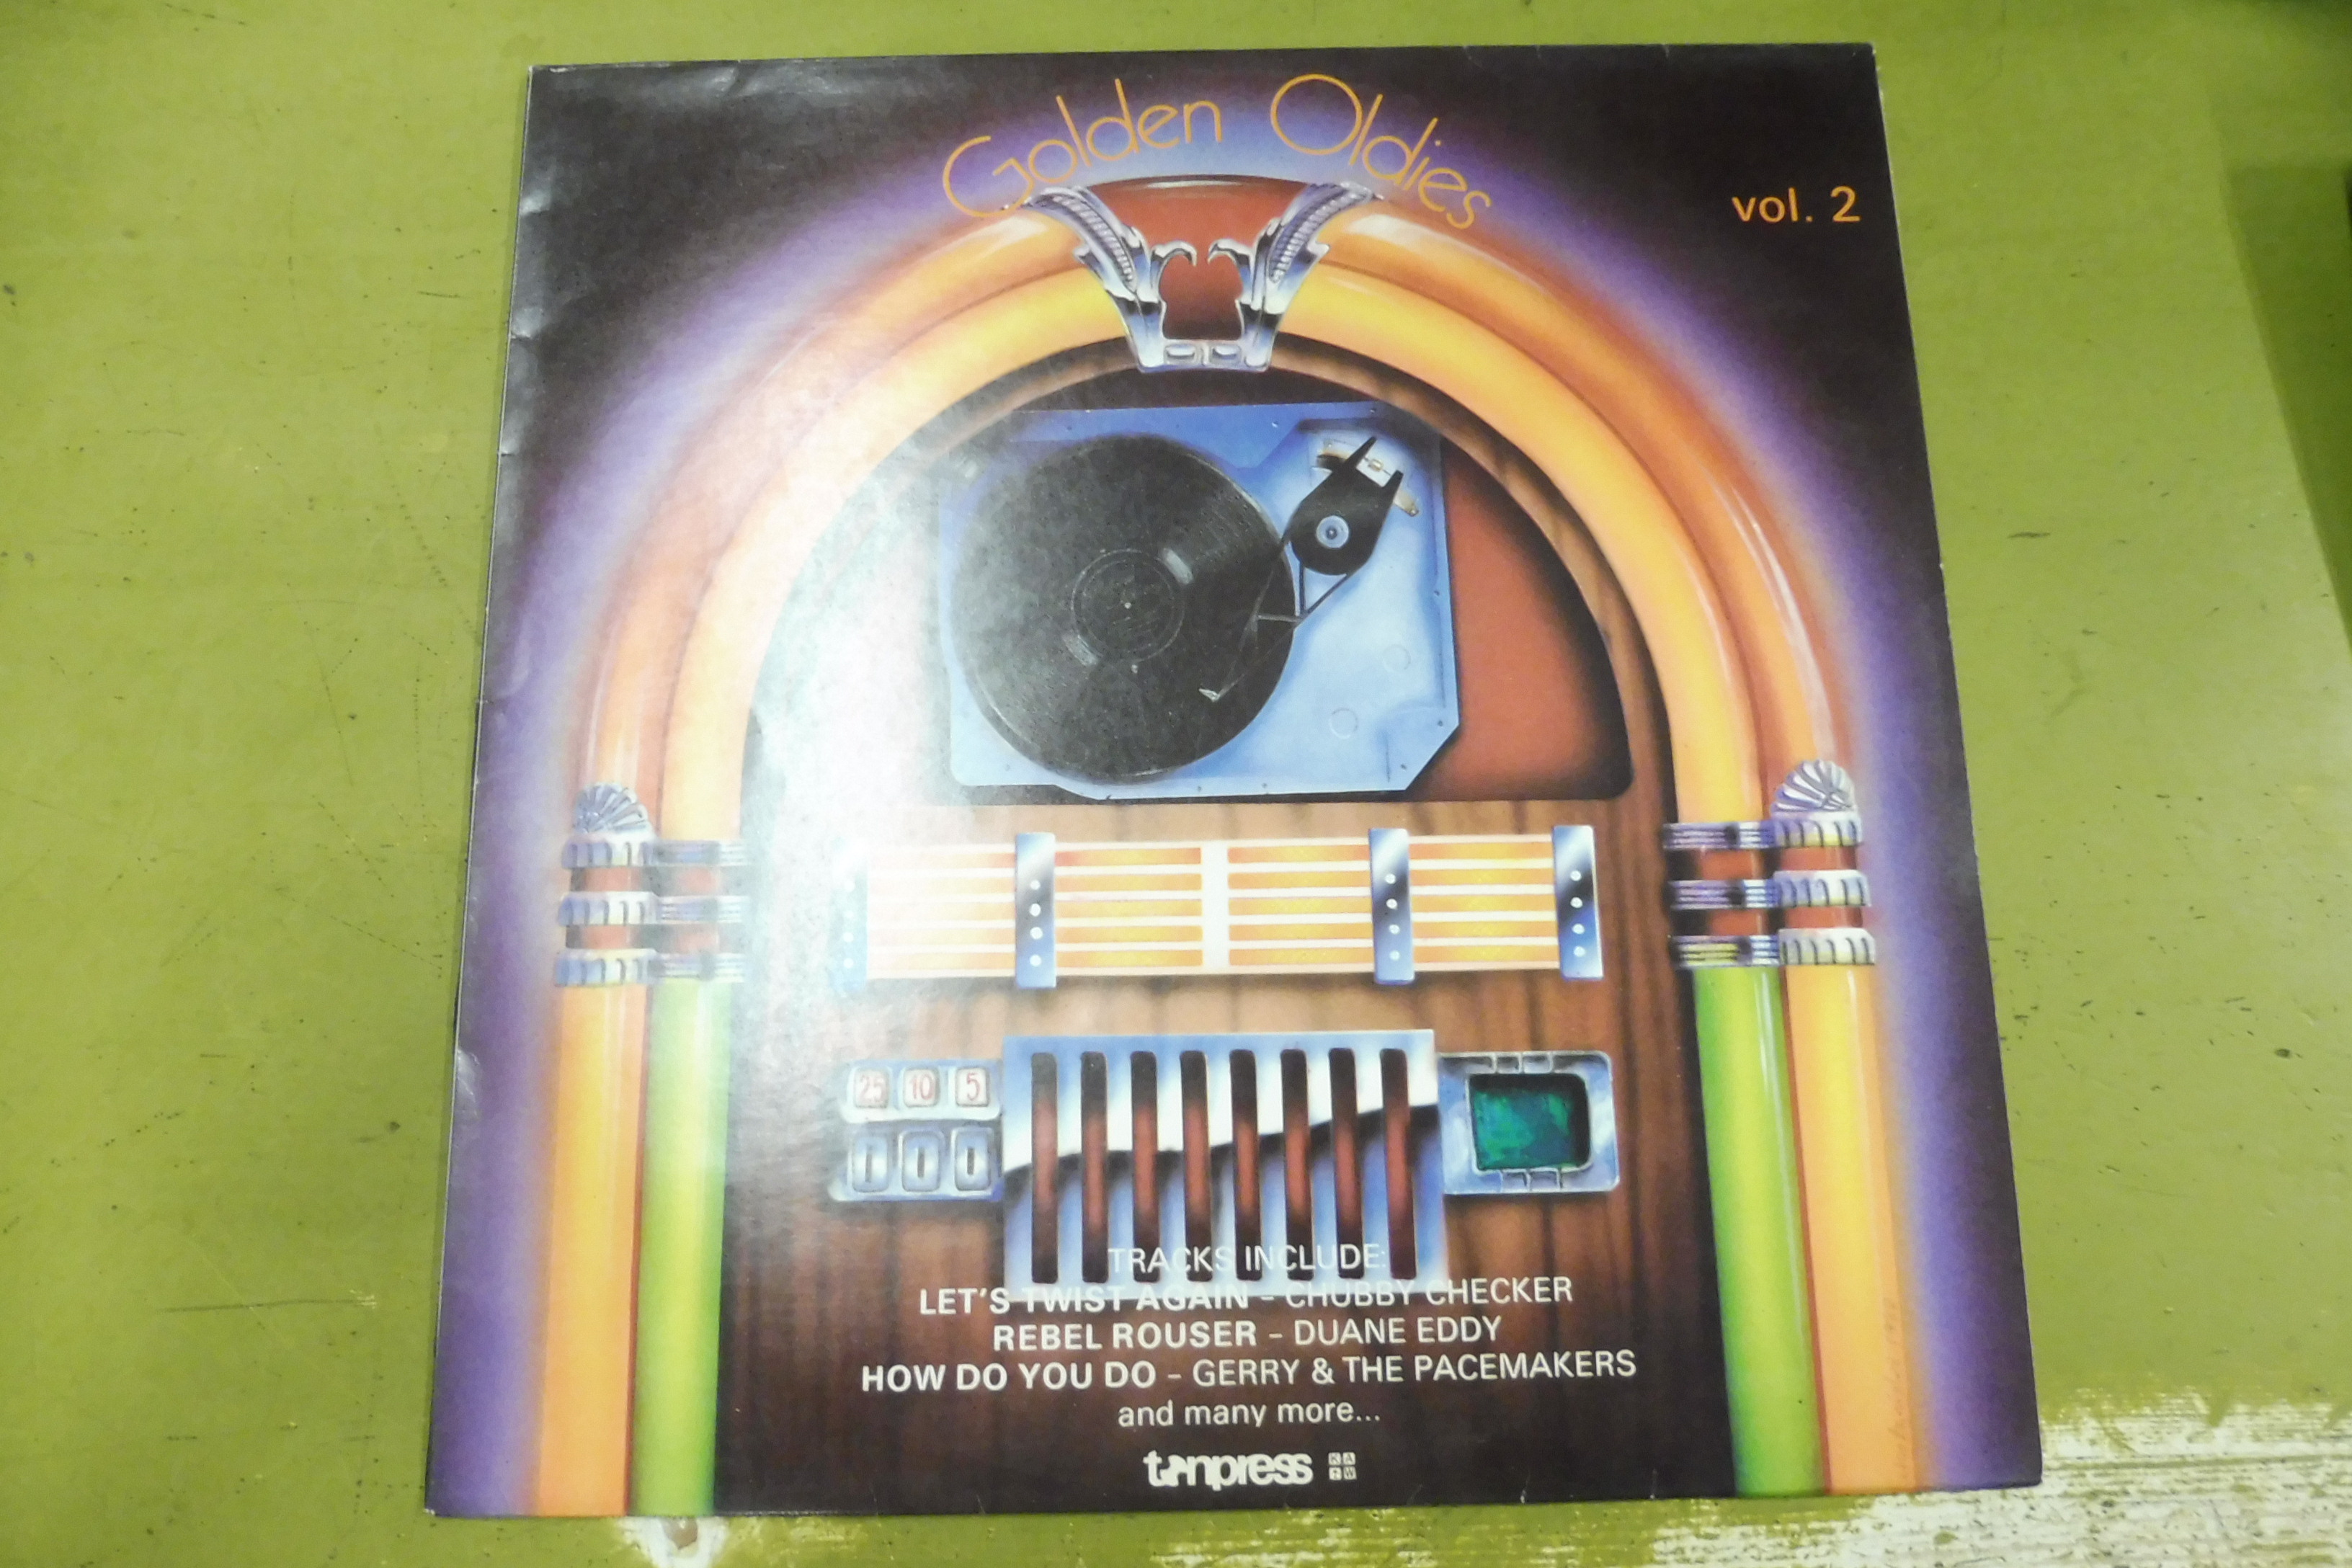 Golden Oldies
vol. 2
25 10 5
TRACKS INCLUDE:
LET'S TWIST AGAIN – CHUBBY CHECKER
REBEL ROUSER – DUANE EDDY
HOW DO YOU DO – GERRY & THE PACEMAKERS
and many more...
tonpress KAW